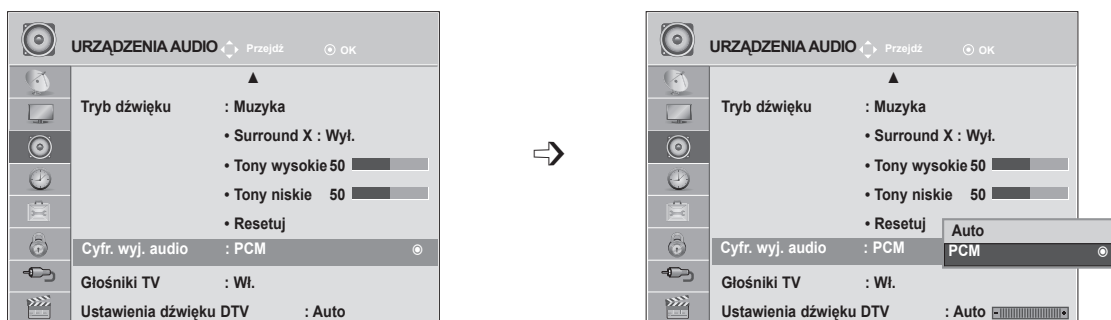 URZĄDZENIA AUDIO Przejdź OK
Tryb dźwięku : Muzyka
• Surround X : Wył.
• Tony wysokie 50
• Tony niskie 50
• Resetuj
Cyfr. wyj. audio : PCM
Głośniki TV : Wł.
Ustawienia dźwięku DTV : Auto
URZĄDZENIA AUDIO Przejdź OK
Tryb dźwięku : Muzyka
• Surround X : Wył.
• Tony wysokie 50
• Tony niskie 50
• Resetuj
Auto
Cyfr. wyj. audio : PCM PCM
Głośniki TV : Wł.
Ustawienia dźwięku DTV : Auto